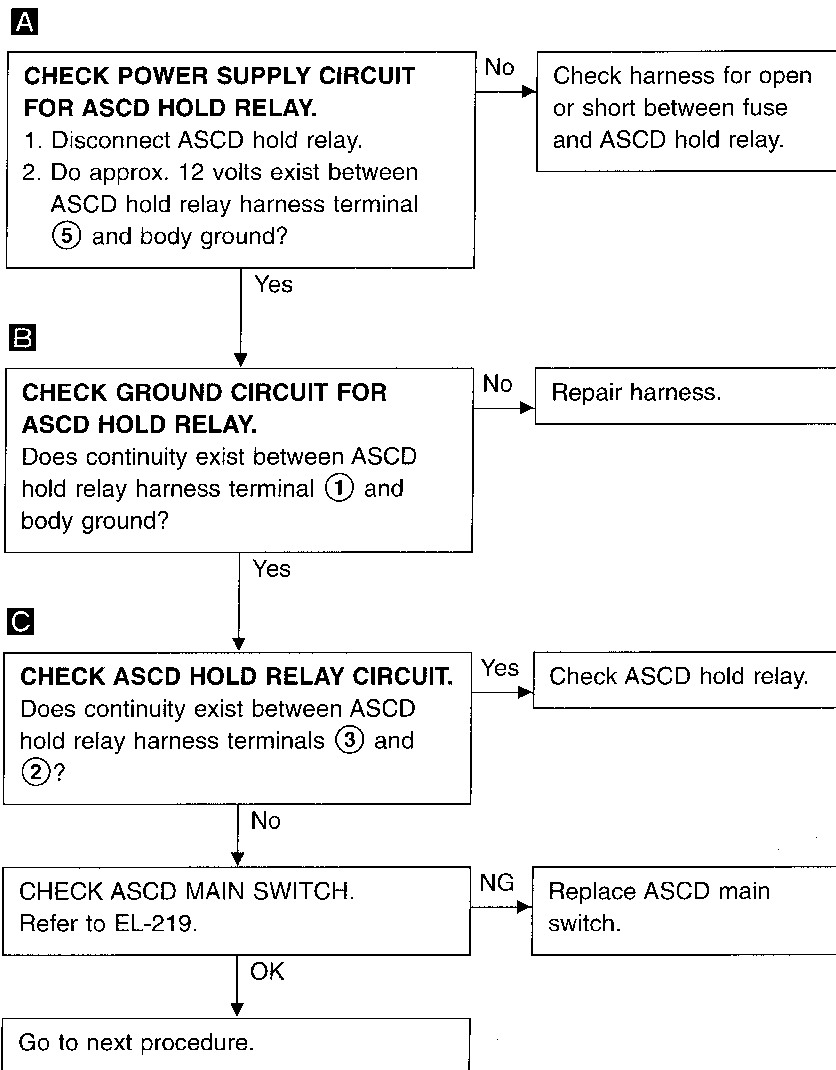 A
CHECK POWER SUPPLY CIRCUIT
FOR ASCD HOLD RELAY.
1. Disconnect ASCD hold relay.
2. Do approx. 12 volts exist between
ASCD hold relay harness terminal
⑤ and body ground?
No
Check harness for open
or short between fuse
and ASCD hold relay.
Yes
B
CHECK GROUND CIRCUIT FOR
ASCD HOLD RELAY.
Does continuity exist between ASCD
hold relay harness terminal ① and
body ground?
No
Repair harness.
Yes
C
CHECK ASCD HOLD RELAY CIRCUIT.
Does continuity exist between ASCD
hold relay harness terminals ③ and
②?
Yes
Check ASCD hold relay.
No
CHECK ASCD MAIN SWITCH.
Refer to EL-219.
NG
Replace ASCD main
switch.
OK
Go to next procedure.